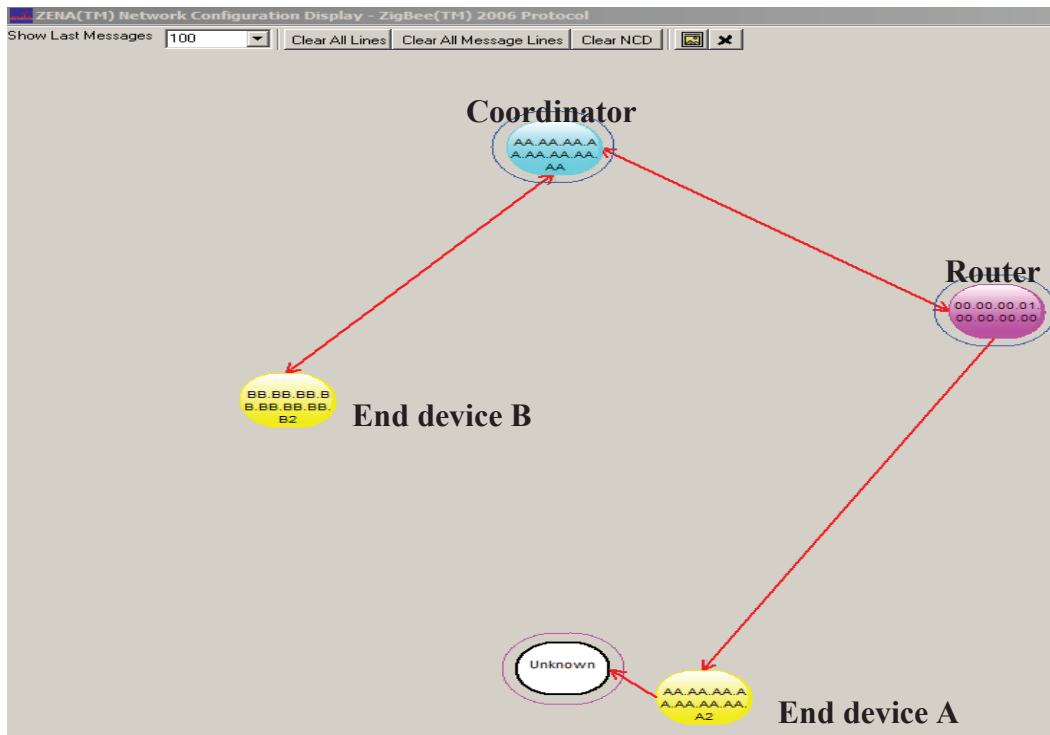 ZENA(TM) Network Configuration Display - ZigBee(TM) 2006 Protocol
Show Last Messages 100 Clear All Lines Clear All Message Lines Clear NCD
Coordinator
AA.AA.AA.A
A.AA.AA.AA.
AA
Router
00.00.00.01.
00.00.00.00
BB.BB.BB.B
B.BB.BB.BB.
B2
End device B
Unknown
AA.AA.AA.A
A.AA.AA.AA.
A2
End device A